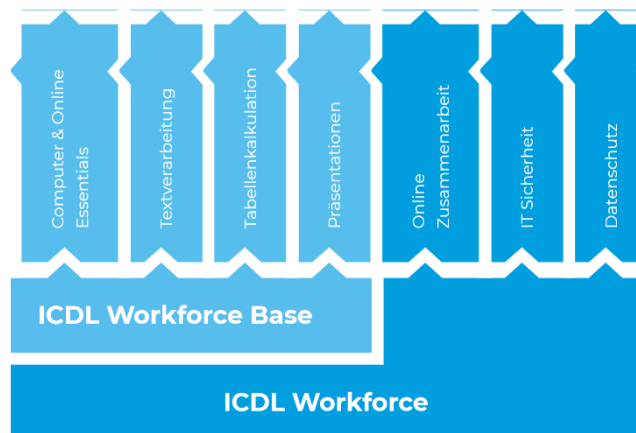 Computer & Online
Essentials
Textverarbeitung
Tabellenkalkulation
Präsentationen
Online
Zusammenarbeit
IT Sicherheit
Datenschutz
ICDL Workforce Base
ICDL Workforce